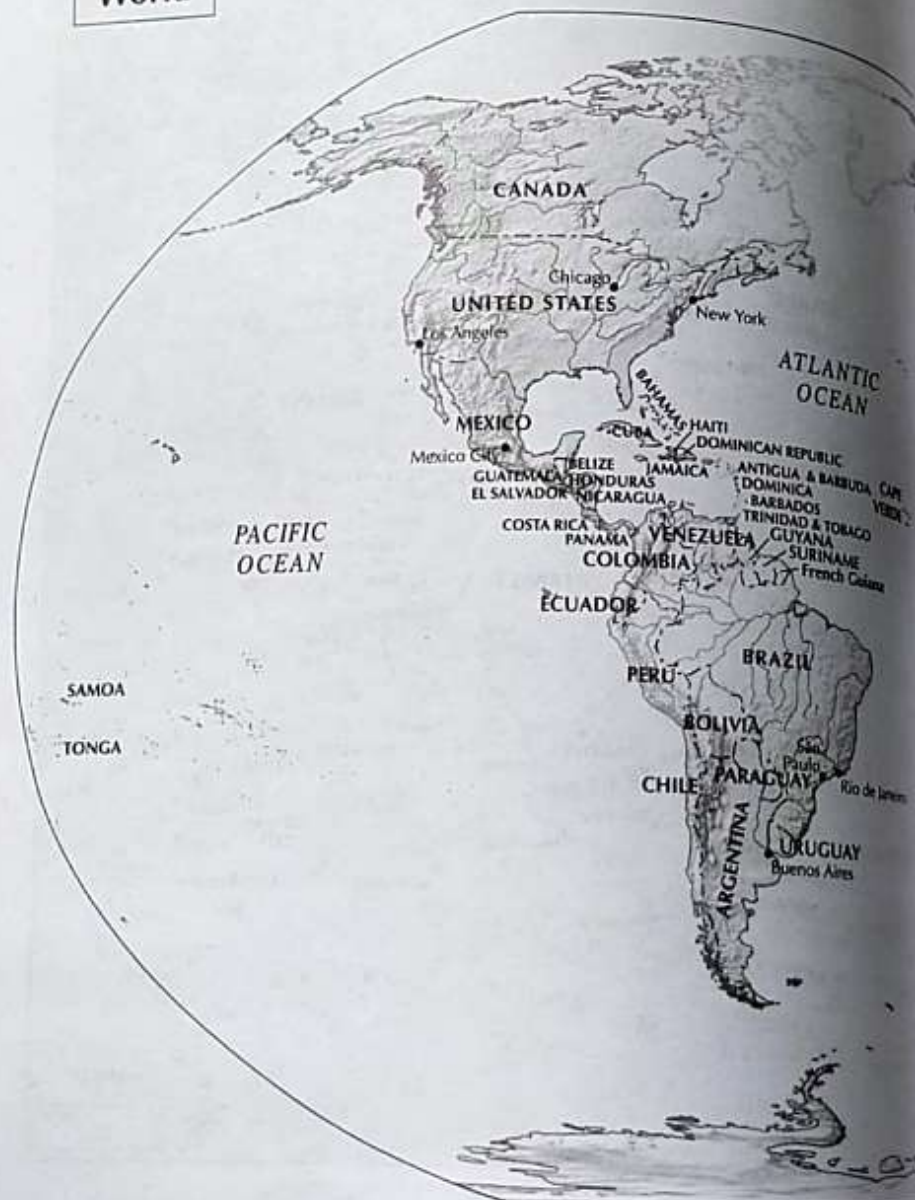 World
CANADA
Chicago
UNITED STATES
New York
Los Angeles
ATLANTIC
OCEAN
BAHAMAS
MEXICO
CUBA
HAITI
DOMINICAN REPUBLIC
Mexico City
BELIZE
JAMAICA
ANTIGUA & BARBUDA
CAPE
VERDE
GUATEMALA
HONDURAS
DOMINICA
EL SALVADOR
NICARAGUA
BARBADOS
TRINIDAD & TOBAGO
COSTA RICA
PANAMA
VENEZUELA
GUYANA
SURINAME
French Guiana
COLOMBIA
PACIFIC
OCEAN
ECUADOR
PERU
BRAZIL
SAMOA
BOLIVIA
TONGA
São
Paulo
CHILE
PARAGUAY
Rio de Janeiro
ARGENTINA
URUGUAY
Buenos Aires